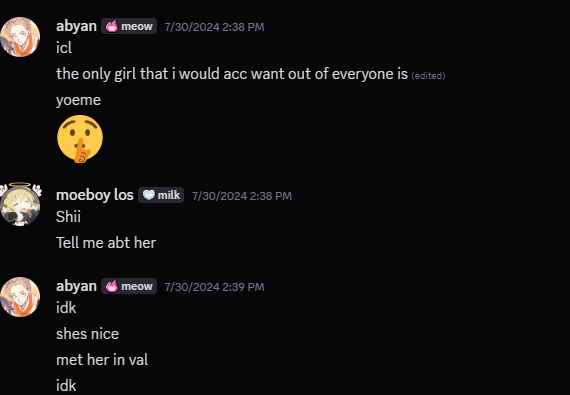 abyan meow 7/30/2024 2:38 PM
icl
the only girl that i would acc want out of everyone is (edited)
yoeme
moeboy los milk 7/30/2024 2:38 PM
Shii
Tell me abt her
abyan meow 7/30/2024 2:39 PM
idk
shes nice
met her in val
idk